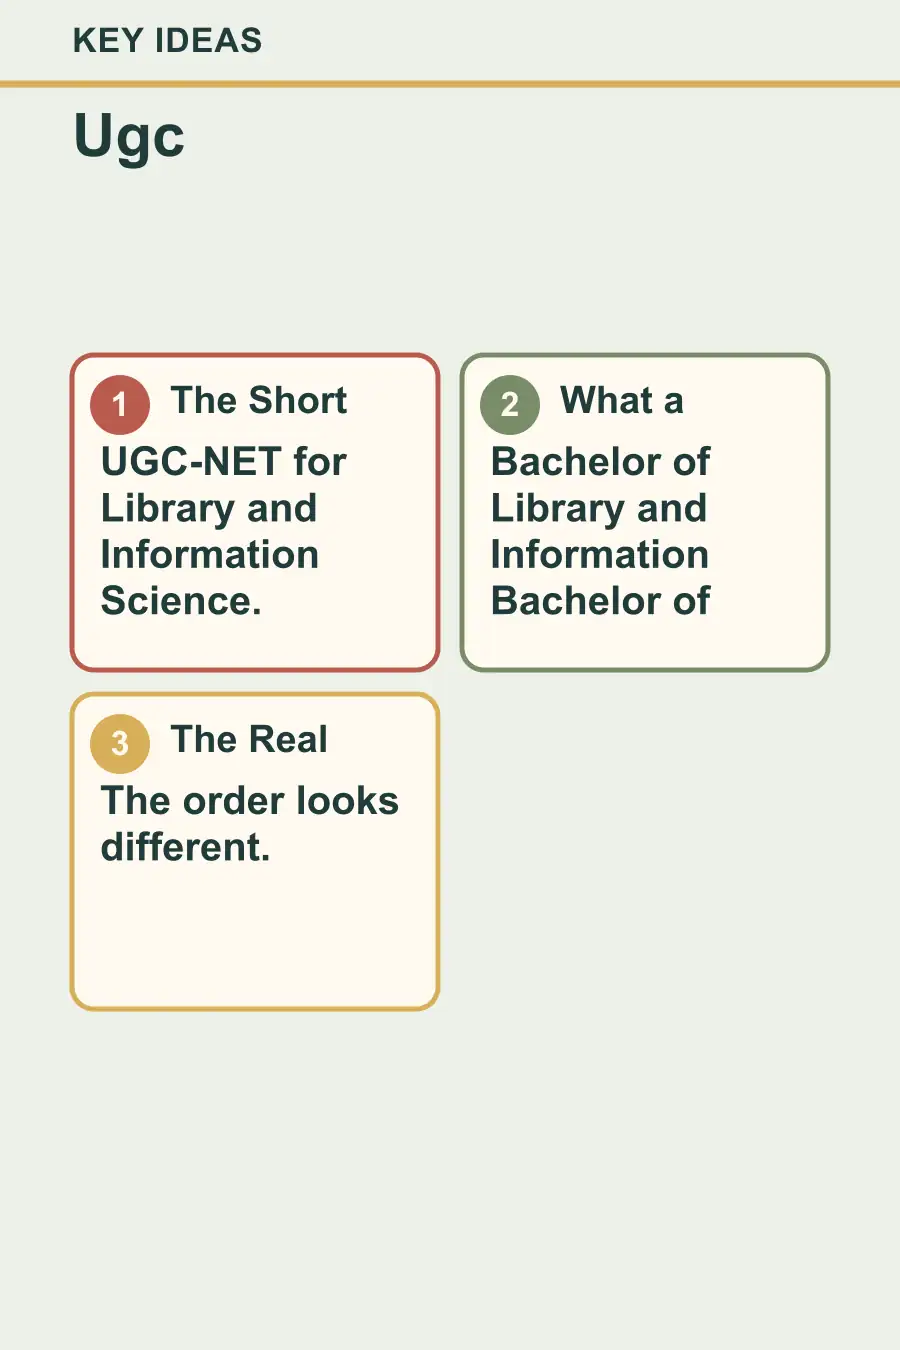 KEY IDEAS
Ugc
1 The Short
UGC-NET for
Library and
Information
Science.
2 What a
Bachelor of
Library and
Information
Bachelor of
3 The Real
The order looks
different.